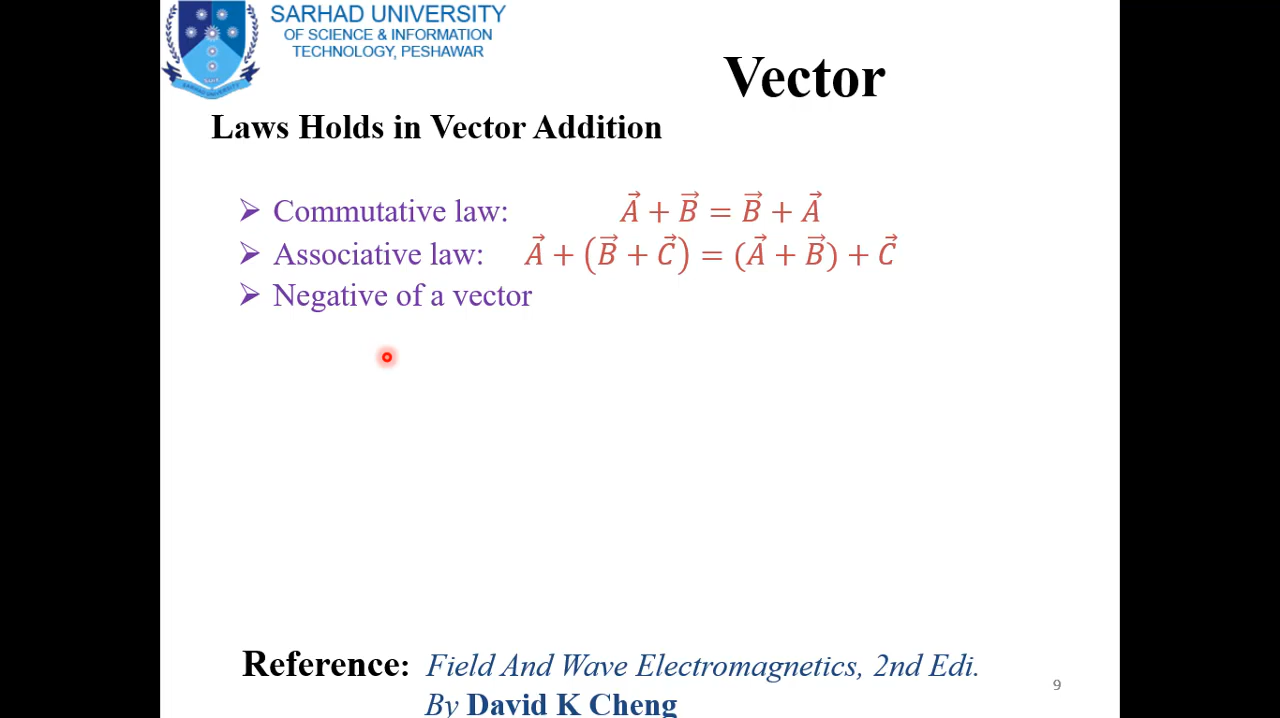 SARHAD UNIVERSITY
OF SCIENCE & INFORMATION
TECHNOLOGY, PESHAWAR
Vector
Laws Holds in Vector Addition
➢ Commutative law: A⃗ + B⃗ = B⃗ + A⃗
➢ Associative law: A⃗ + (B⃗ + C⃗) = (A⃗ + B⃗) + C⃗
➢ Negative of a vector
Reference: Field And Wave Electromagnetics, 2nd Edi.
By David K Cheng
9